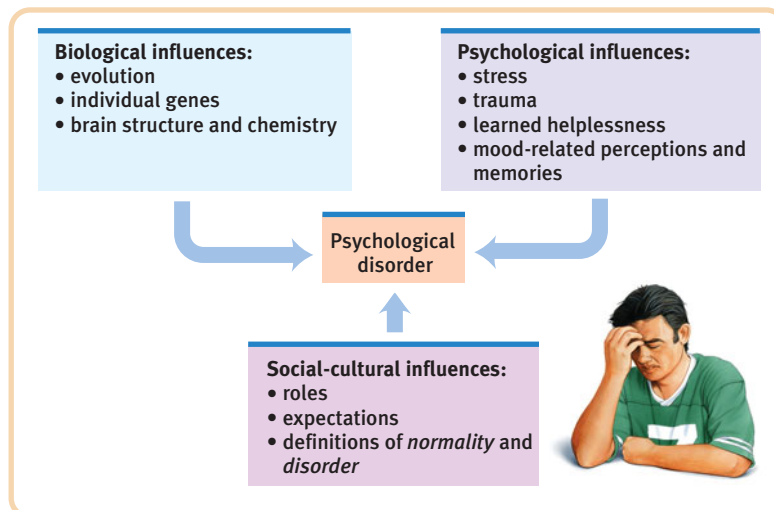 Biological influences:
• evolution
• individual genes
• brain structure and chemistry
Psychological influences:
• stress
• trauma
• learned helplessness
• mood-related perceptions and
memories
Psychological
disorder
Social-cultural influences:
• roles
• expectations
• definitions of normality and
disorder